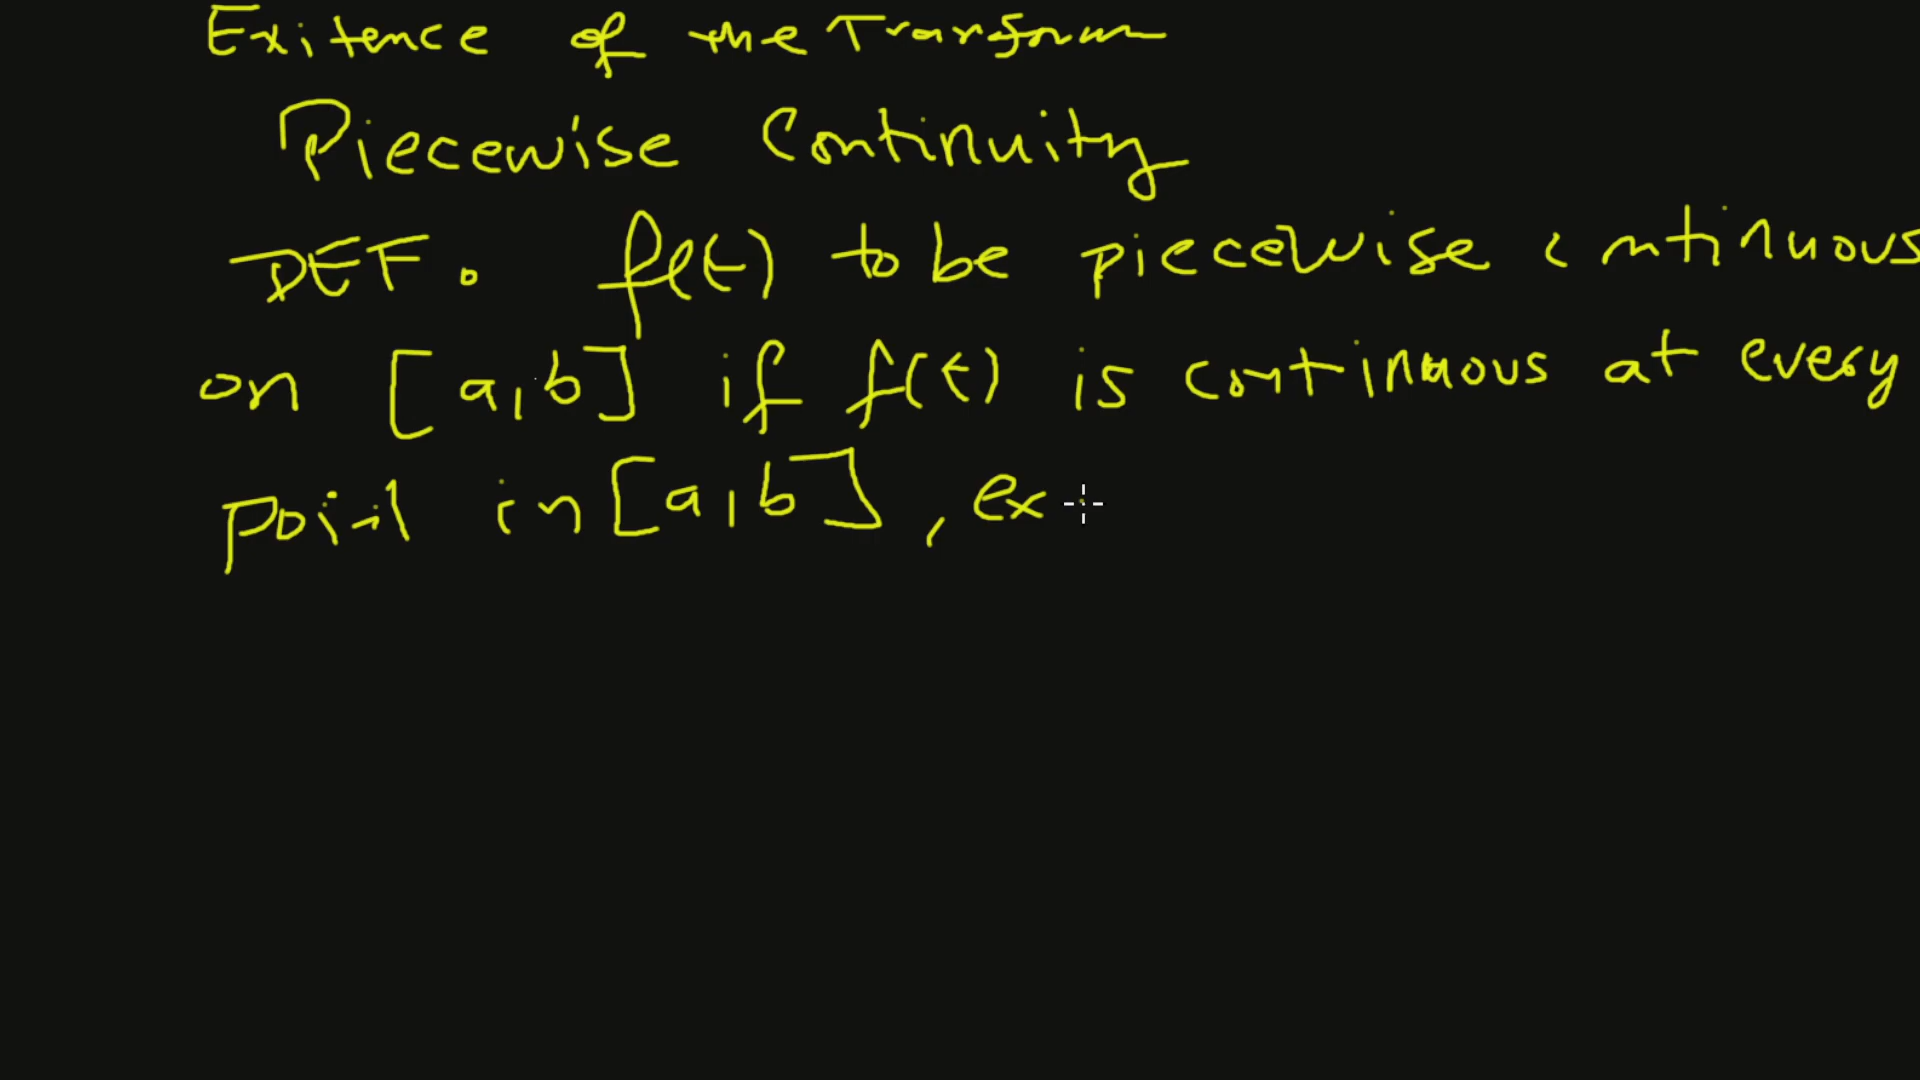 Exitence of the Transform
Piecewise Continuity
DEF. f(t) to be piecewise continuous
on [a,b] if f(t) is continuous at every
point in [a,b], ex